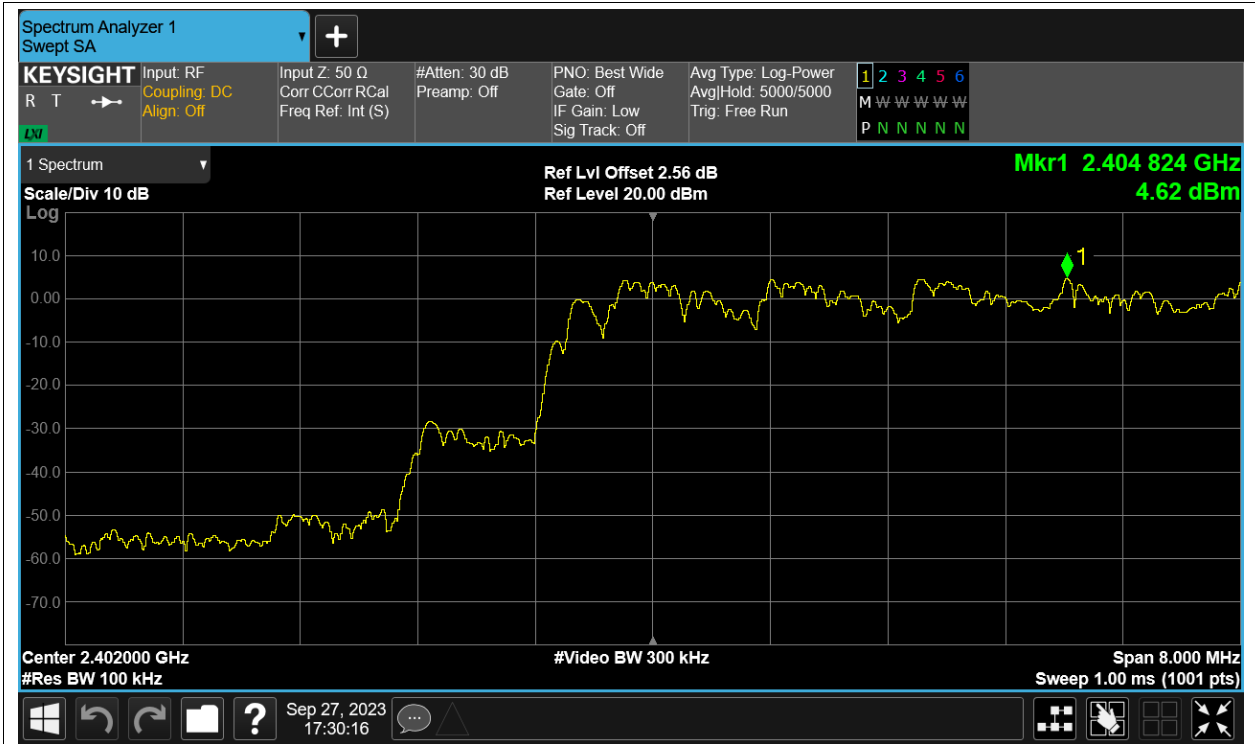 Spectrum Analyzer 1
Swept SA
KEYSIGHT
R T
LXI
Input: RF
Coupling: DC
Align: Off
Input Z: 50 Ω
Corr CCorr RCal
Freq Ref: Int (S)
#Atten: 30 dB
Preamp: Off
PNO: Best Wide
Gate: Off
IF Gain: Low
Sig Track: Off
Avg Type: Log-Power
Avg|Hold: 5000/5000
Trig: Free Run
1 2 3 4 5 6
M W W W W W
P N N N N N
1 Spectrum
Scale/Div 10 dB
Ref Lvl Offset 2.56 dB
Ref Level 20.00 dBm
Mkr1 2.404 824 GHz
4.62 dBm
Log
10.0
0.00
-10.0
-20.0
-30.0
-40.0
-50.0
-60.0
-70.0
1
Center 2.402000 GHz
#Res BW 100 kHz
#Video BW 300 kHz
Span 8.000 MHz
Sweep 1.00 ms (1001 pts)
?
Sep 27, 2023
17:30:16